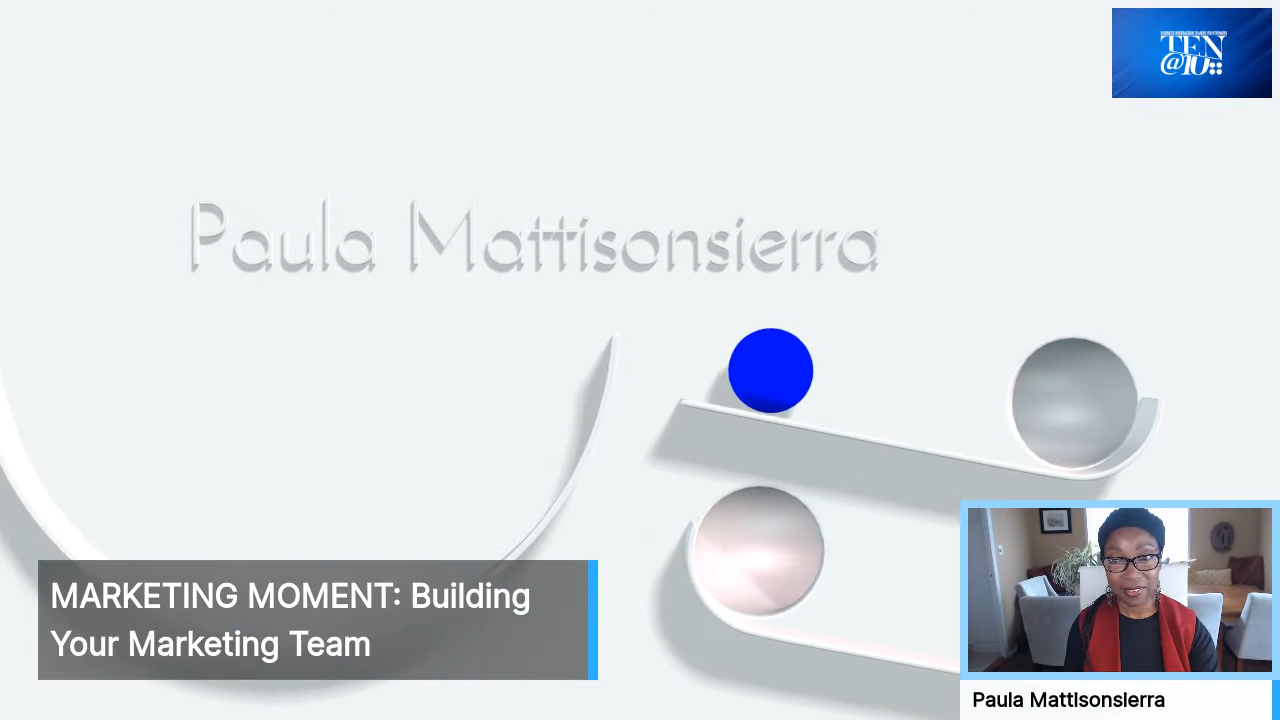 TEN
@10
Paula Mattisonsierra
MARKETING MOMENT: Building
Your Marketing Team
Paula Mattisonsierra